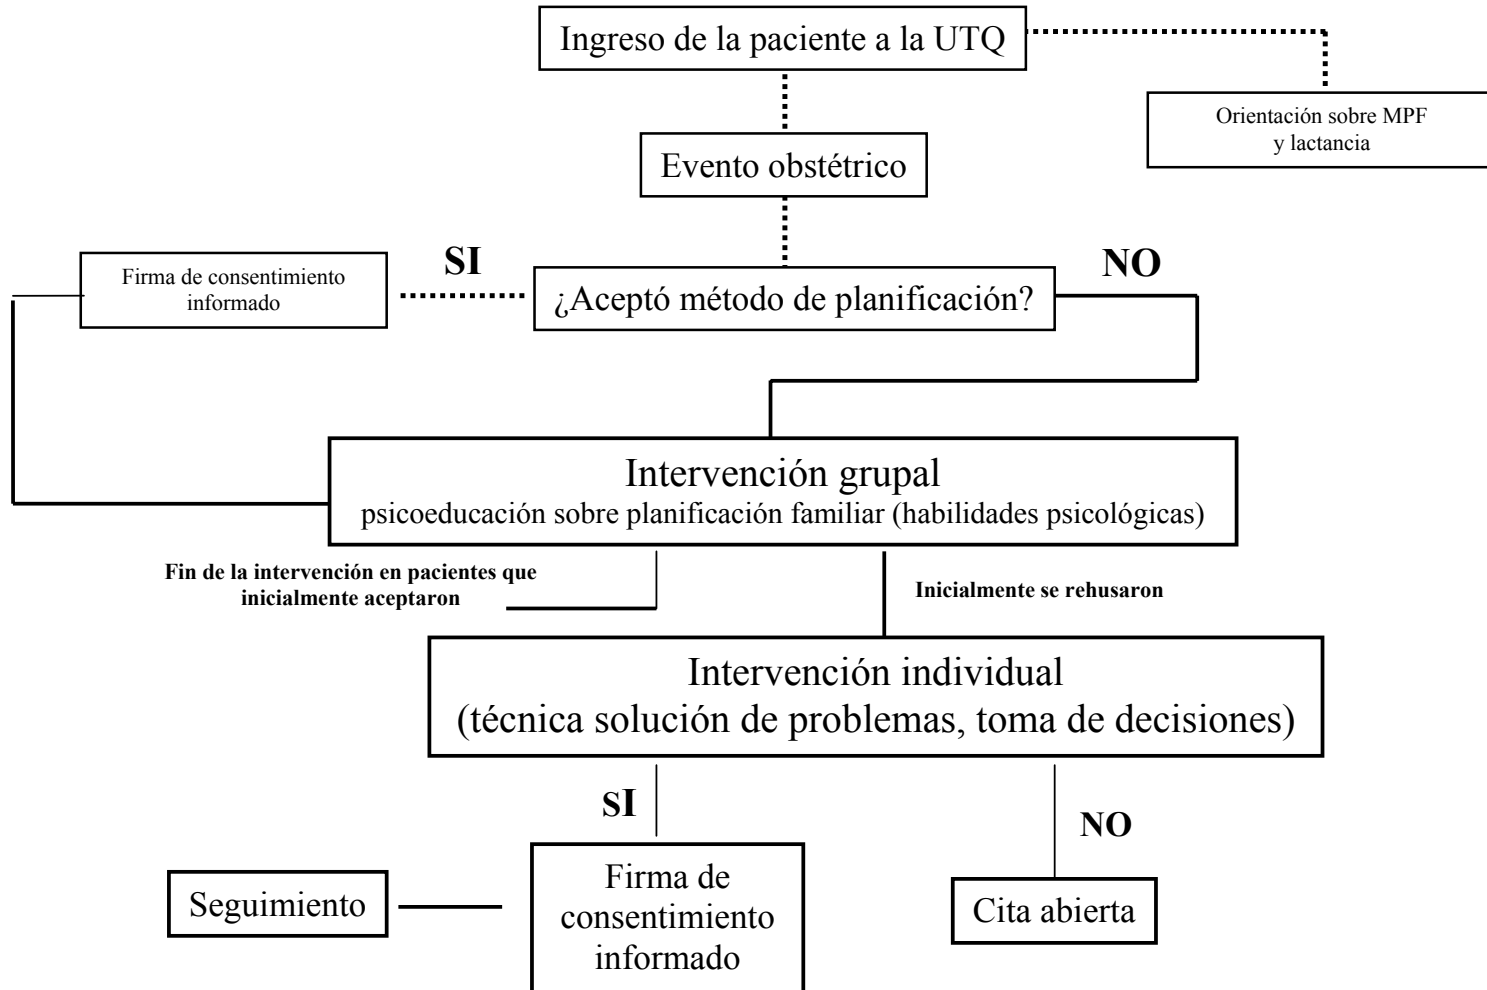 Ingreso de la paciente a la UTQ
Orientación sobre MPF
y lactancia
Evento obstétrico
SI
NO
Firma de consentimiento
informado
¿Aceptó método de planificación?
Intervención grupal
psicoeducación sobre planificación familiar (habilidades psicológicas)
Fin de la intervención en pacientes que
inicialmente aceptaron
Inicialmente se rehusaron
Intervención individual
(técnica solución de problemas, toma de decisiones)
SI
NO
Seguimiento
Firma de
consentimiento
informado
Cita abierta